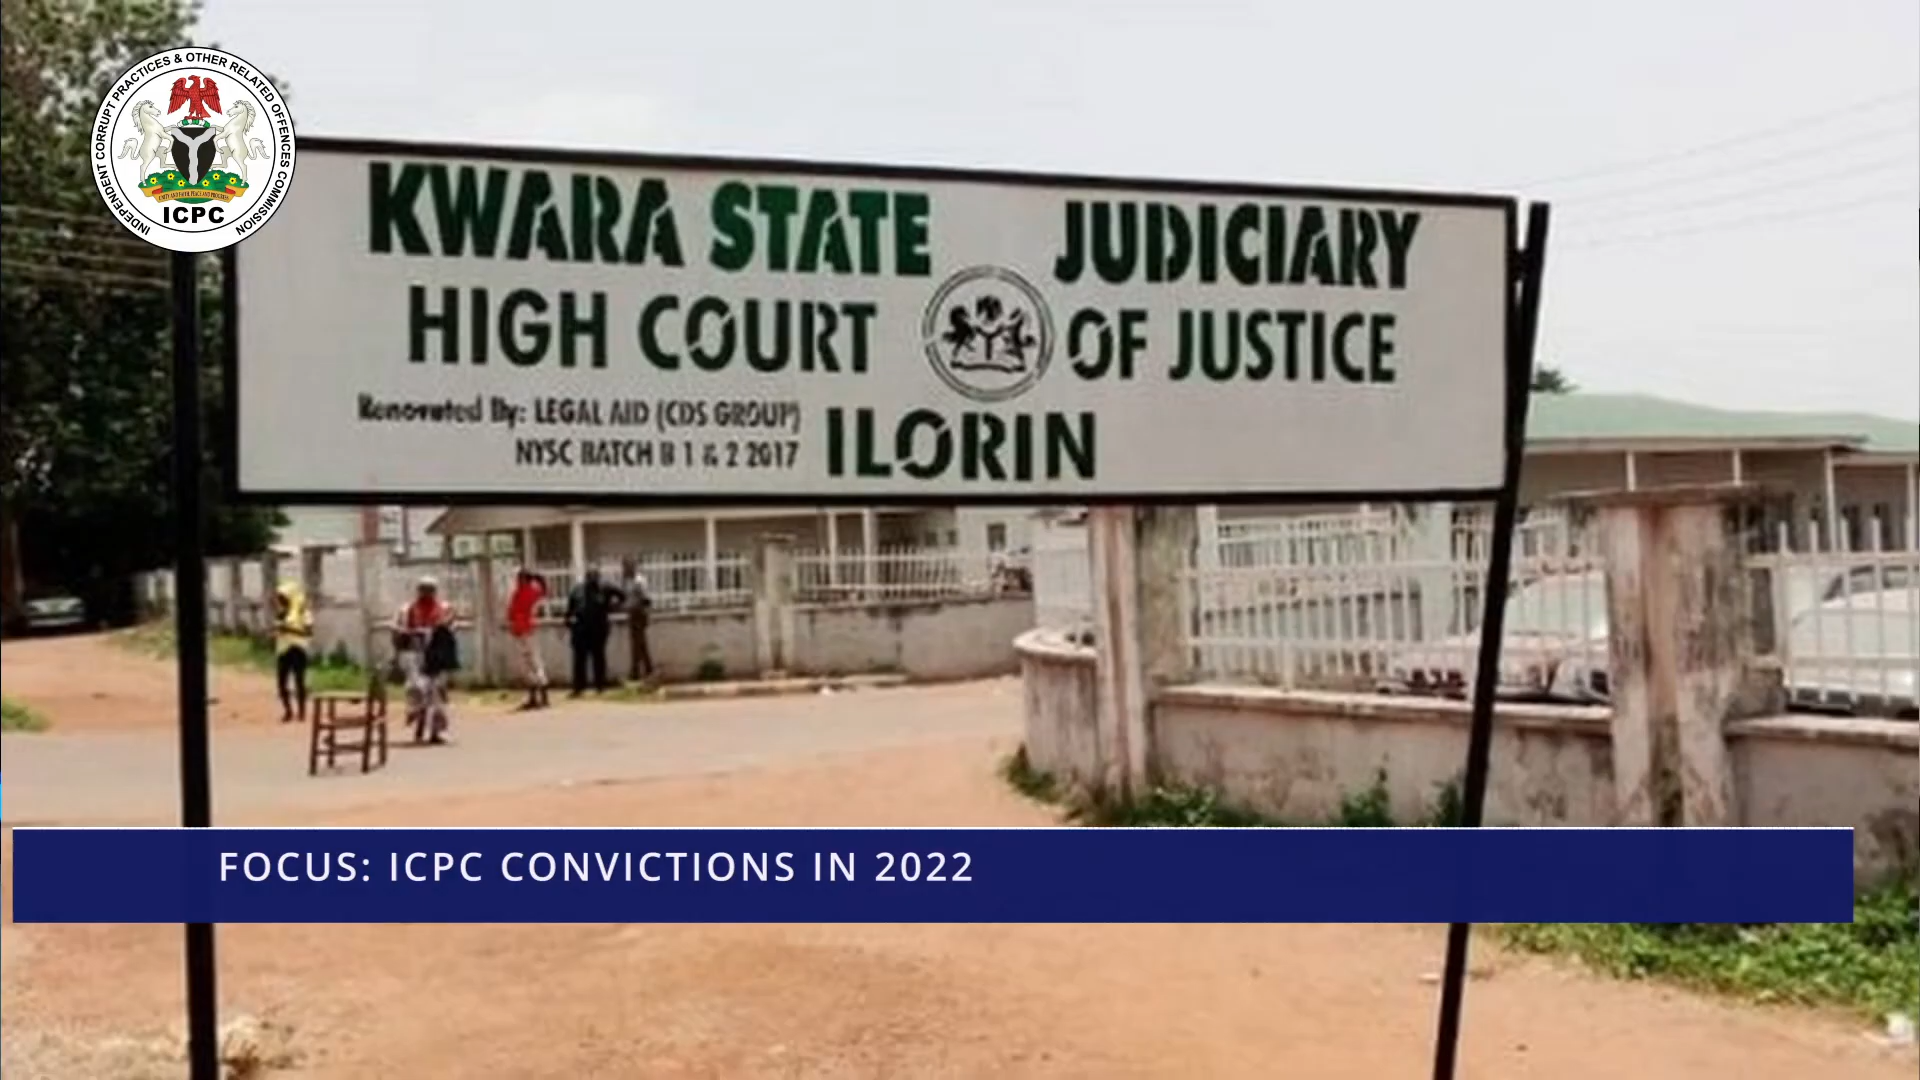 INDEPENDENT CORRUPT PRACTICES & OTHER RELATED OFFENCES COMMISSION
ICPC
KWARA STATE JUDICIARY
HIGH COURT OF JUSTICE
Renovated By: LEGAL AID (CDS GROUP)
NYSC BATCH B 1 & 2 2017
ILORIN
FOCUS: ICPC CONVICTIONS IN 2022